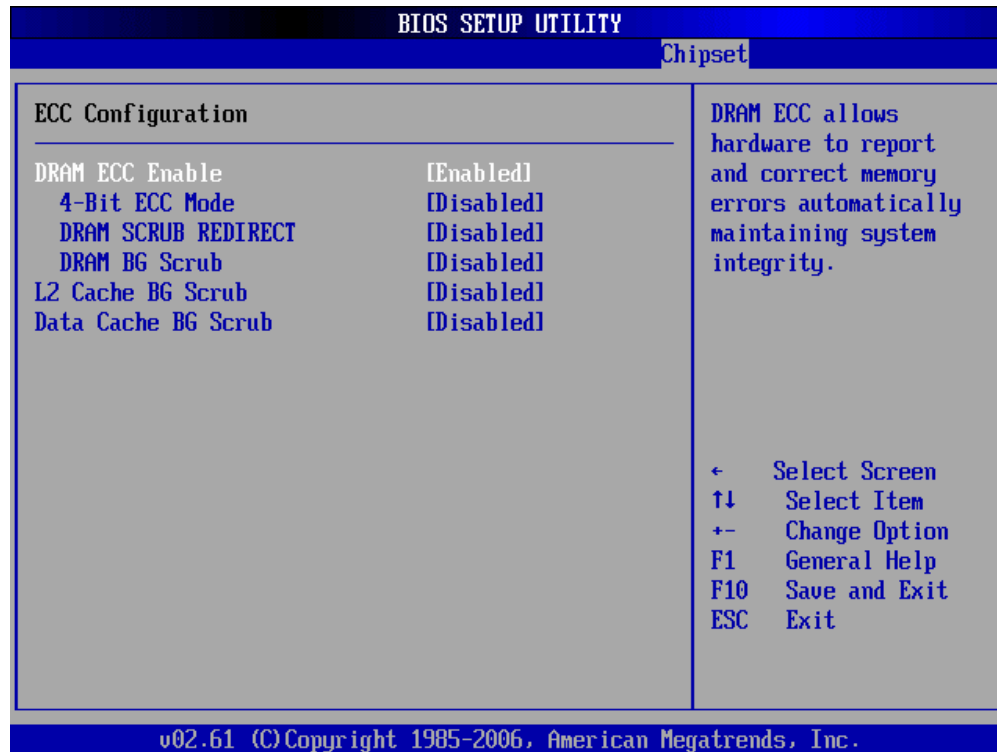 BIOS SETUP UTILITY
Chipset
ECC Configuration
DRAM ECC Enable [Enabled]
4-Bit ECC Mode [Disabled]
DRAM SCRUB REDIRECT [Disabled]
DRAM BG Scrub [Disabled]
L2 Cache BG Scrub [Disabled]
Data Cache BG Scrub [Disabled]
DRAM ECC allows
hardware to report
and correct memory
errors automatically
maintaining system
integrity.
← Select Screen
↑↓ Select Item
+- Change Option
F1 General Help
F10 Save and Exit
ESC Exit
v02.61 (C)Copyright 1985-2006, American Megatrends, Inc.